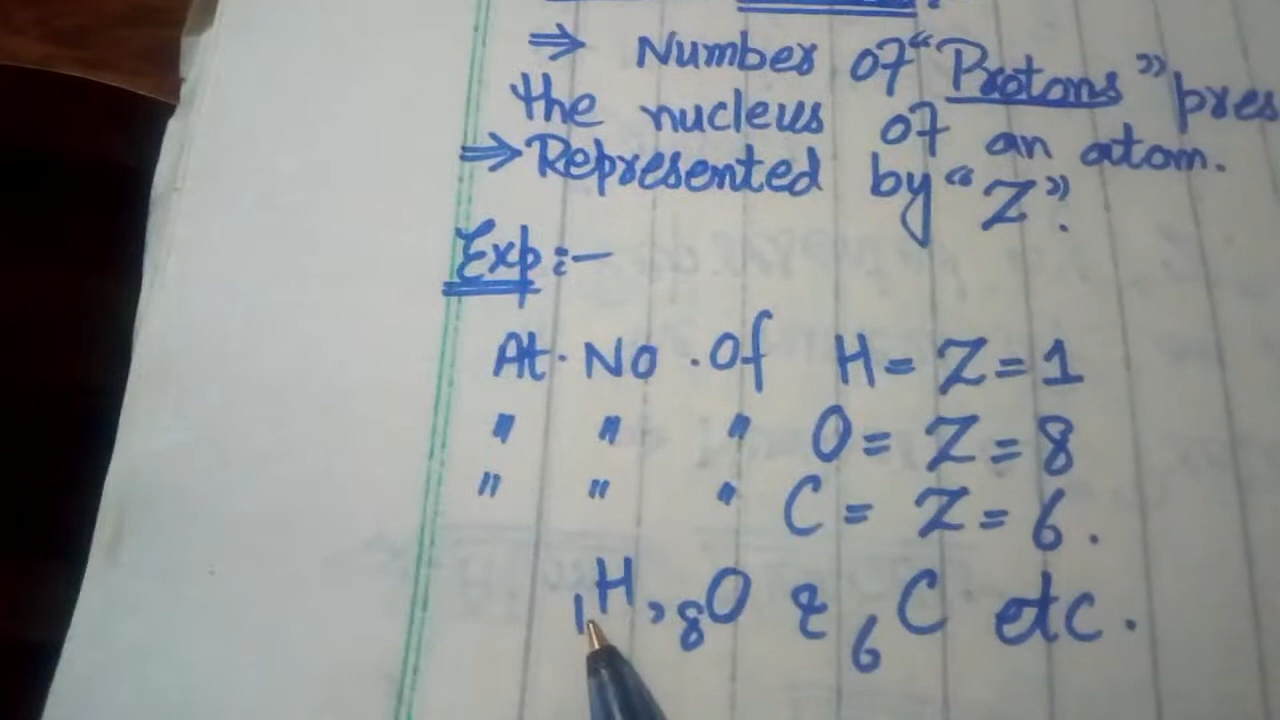 ⇒ Number of "Protons"
the nucleus of an atom.
⇒ Represented by "Z".
Exp:-
At. No. of H = Z = 1
" " " O = Z = 8
" " " C = Z = 6.
₁H, ₈O & ₆C etc.